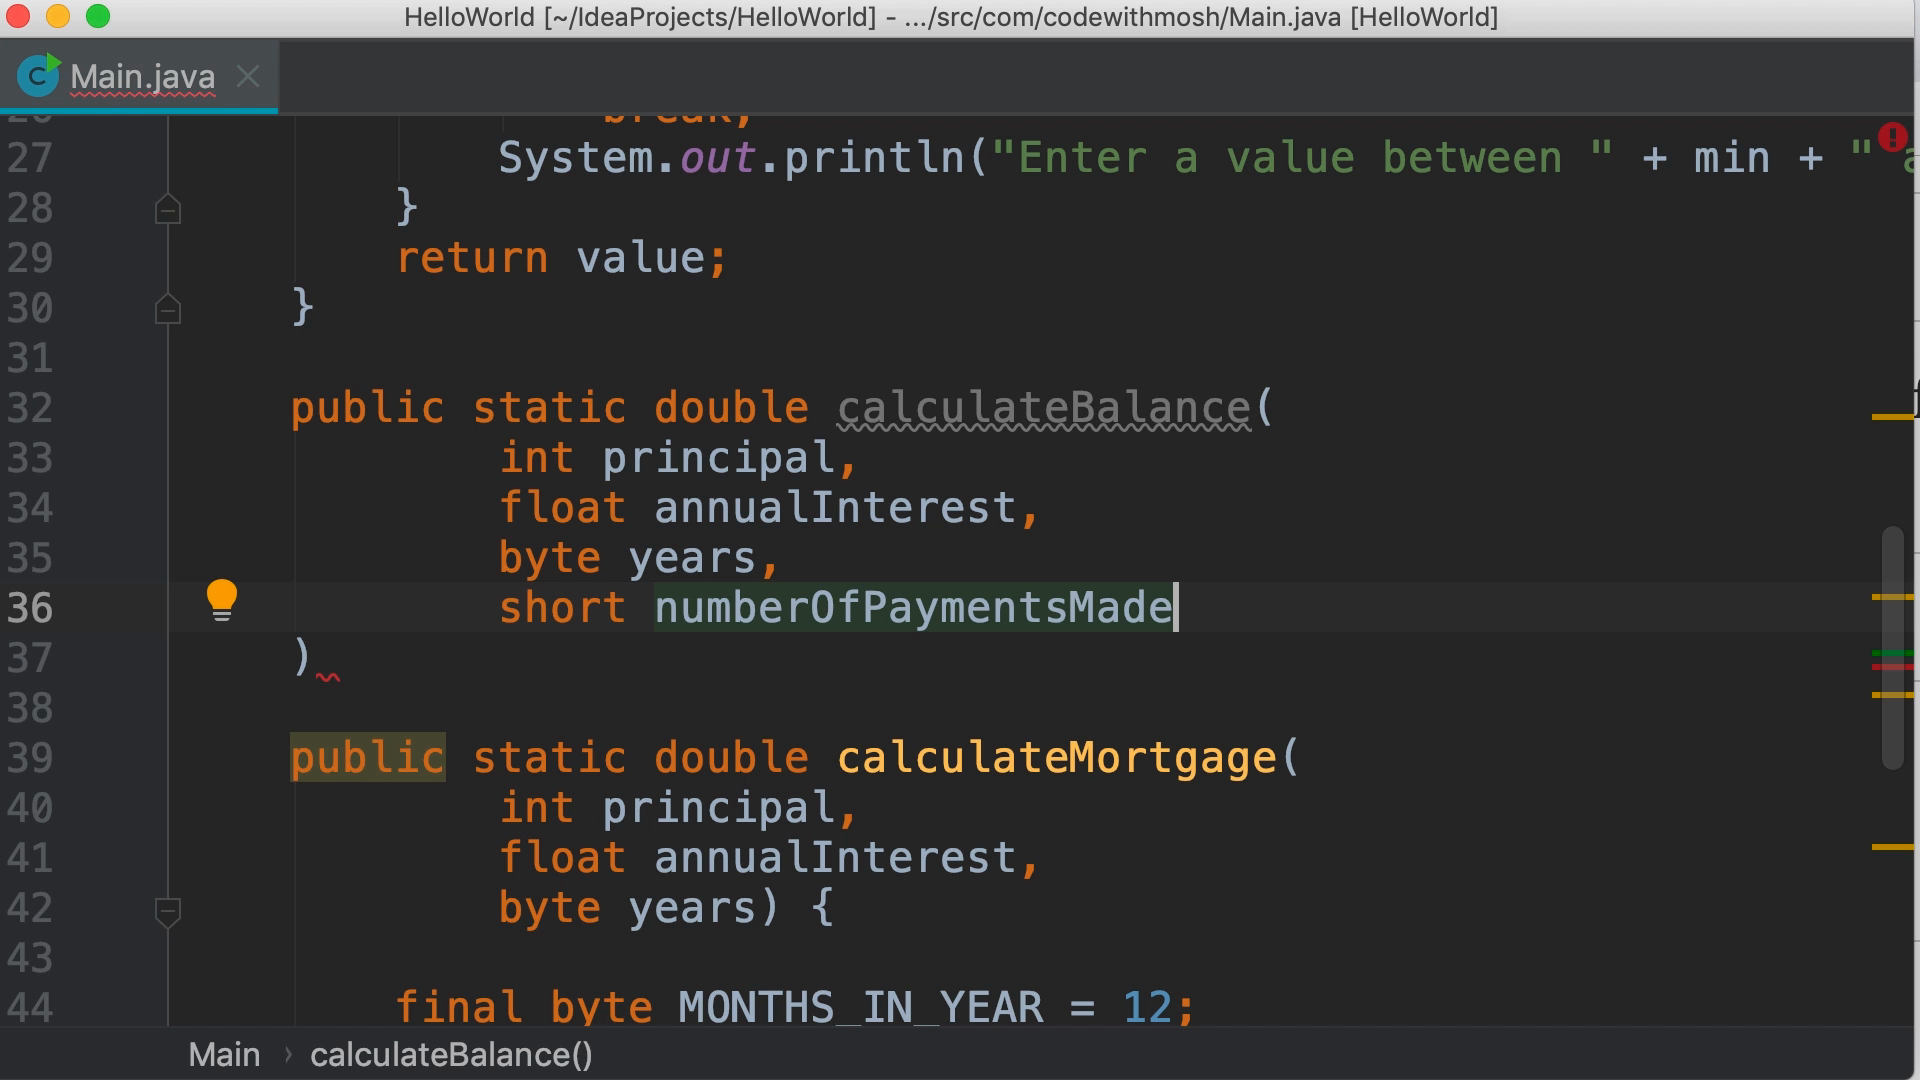 HelloWorld [~/IdeaProjects/HelloWorld] - .../src/com/codewithmosh/Main.java [HelloWorld]
Main.java
27 System.out.println("Enter a value between " + min + "
28 }
29 return value;
30 }
31
32 public static double calculateBalance(
33 int principal,
34 float annualInterest,
35 byte years,
36 short numberOfPaymentsMade
37 )
38
39 public static double calculateMortgage(
40 int principal,
41 float annualInterest,
42 byte years) {
43
44 final byte MONTHS_IN_YEAR = 12;
Main › calculateBalance()